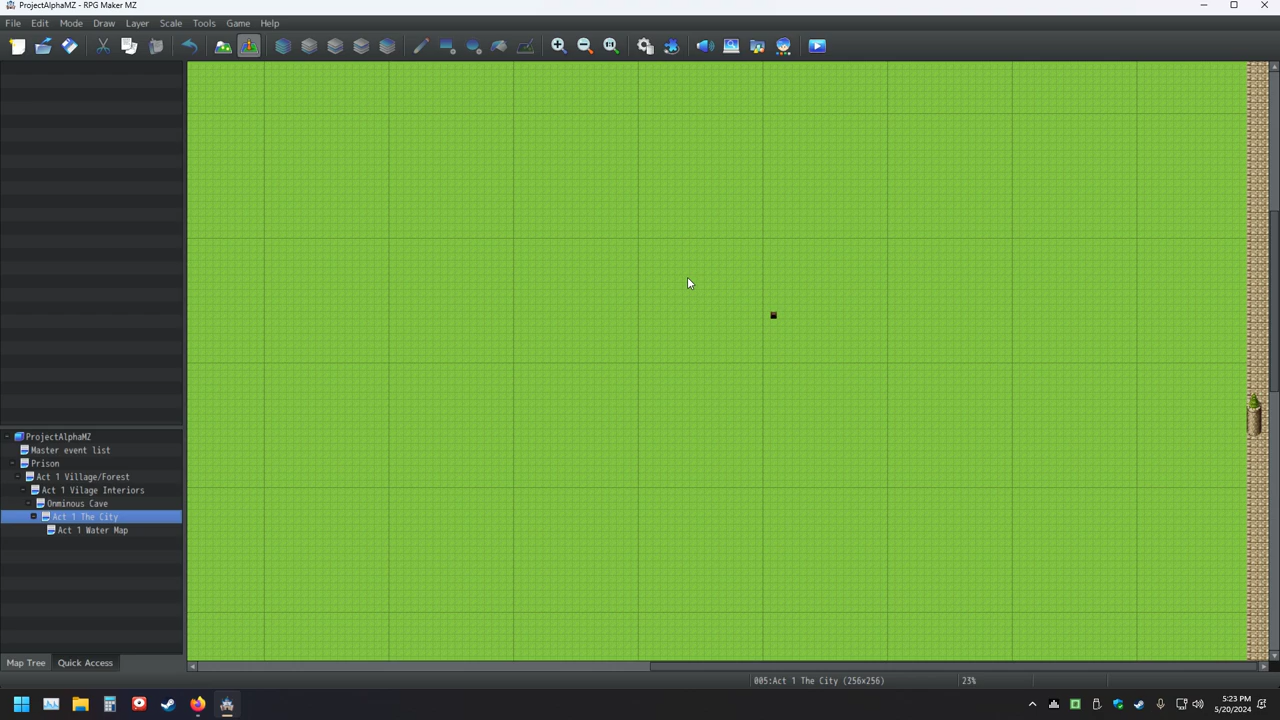 ProjectAlphaMZ - RPG Maker MZ
File Edit Mode Draw Layer Scale Tools Game Help
ProjectAlphaMZ
Master event list
Prison
Act 1 Village/Forest
Act 1 Vilage Interiors
Onminous Cave
Act 1 The City
Act 1 Water Map
Map Tree Quick Access
005:Act 1 The City (256x256) 23%
5:23 PM
5/20/2024